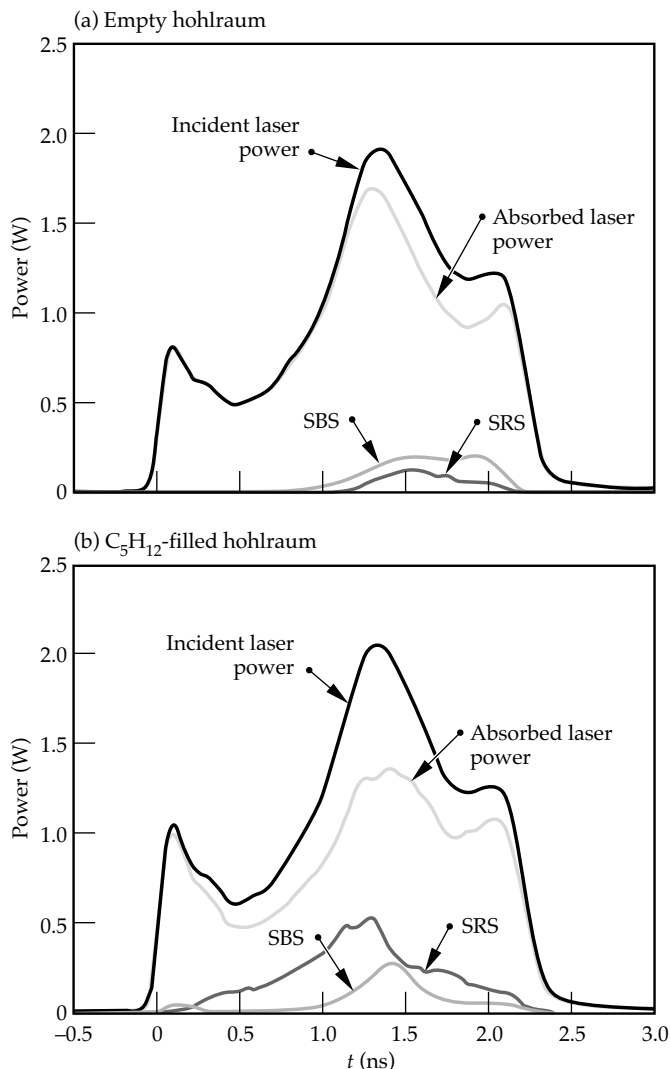 (a) Empty hohlraum
2.5
2.0
1.5
1.0
0.5
0
Power (W)
Incident laser
power
Absorbed laser
power
SBS
SRS
(b) C5H12-filled hohlraum
2.5
2.0
1.5
1.0
0.5
0
Power (W)
Incident laser
power
Absorbed laser
power
SBS
SRS
–0.5 0 0.5 1.0 1.5 2.0 2.5 3.0
t (ns)